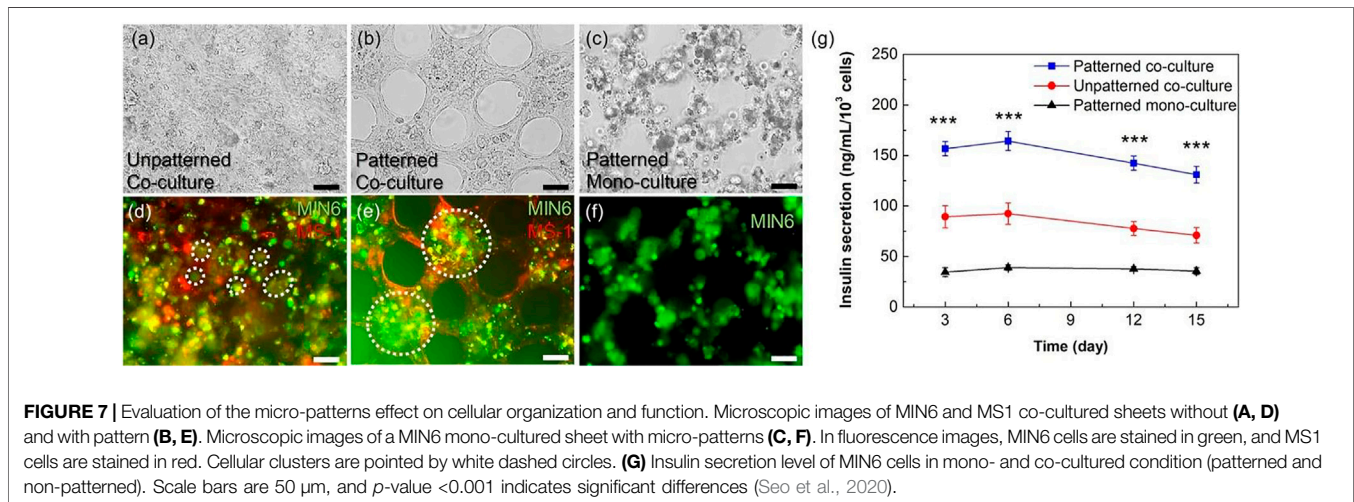 (a)
Unpatterned
Co-culture
(b)
Patterned
Co-culture
(c)
Patterned
Mono-culture
(d)
MIN6
MS-1
(e)
MIN6
MS-1
(f)
MIN6
(g)
Insulin secretion (ng/mL/10³ cells)
250
200
150
100
50
0
Patterned co-culture
Unpatterned co-culture
Patterned mono-culture
***
***
***
***
3
6
9
12
15
Time (day)
FIGURE 7 | Evaluation of the micro-patterns effect on cellular organization and function. Microscopic images of MIN6 and MS1 co-cultured sheets without (A, D)
and with pattern (B, E). Microscopic images of a MIN6 mono-cultured sheet with micro-patterns (C, F). In fluorescence images, MIN6 cells are stained in green, and MS1
cells are stained in red. Cellular clusters are pointed by white dashed circles. (G) Insulin secretion level of MIN6 cells in mono- and co-cultured condition (patterned and
non-patterned). Scale bars are 50 μm, and p-value <0.001 indicates significant differences (Seo et al., 2020).